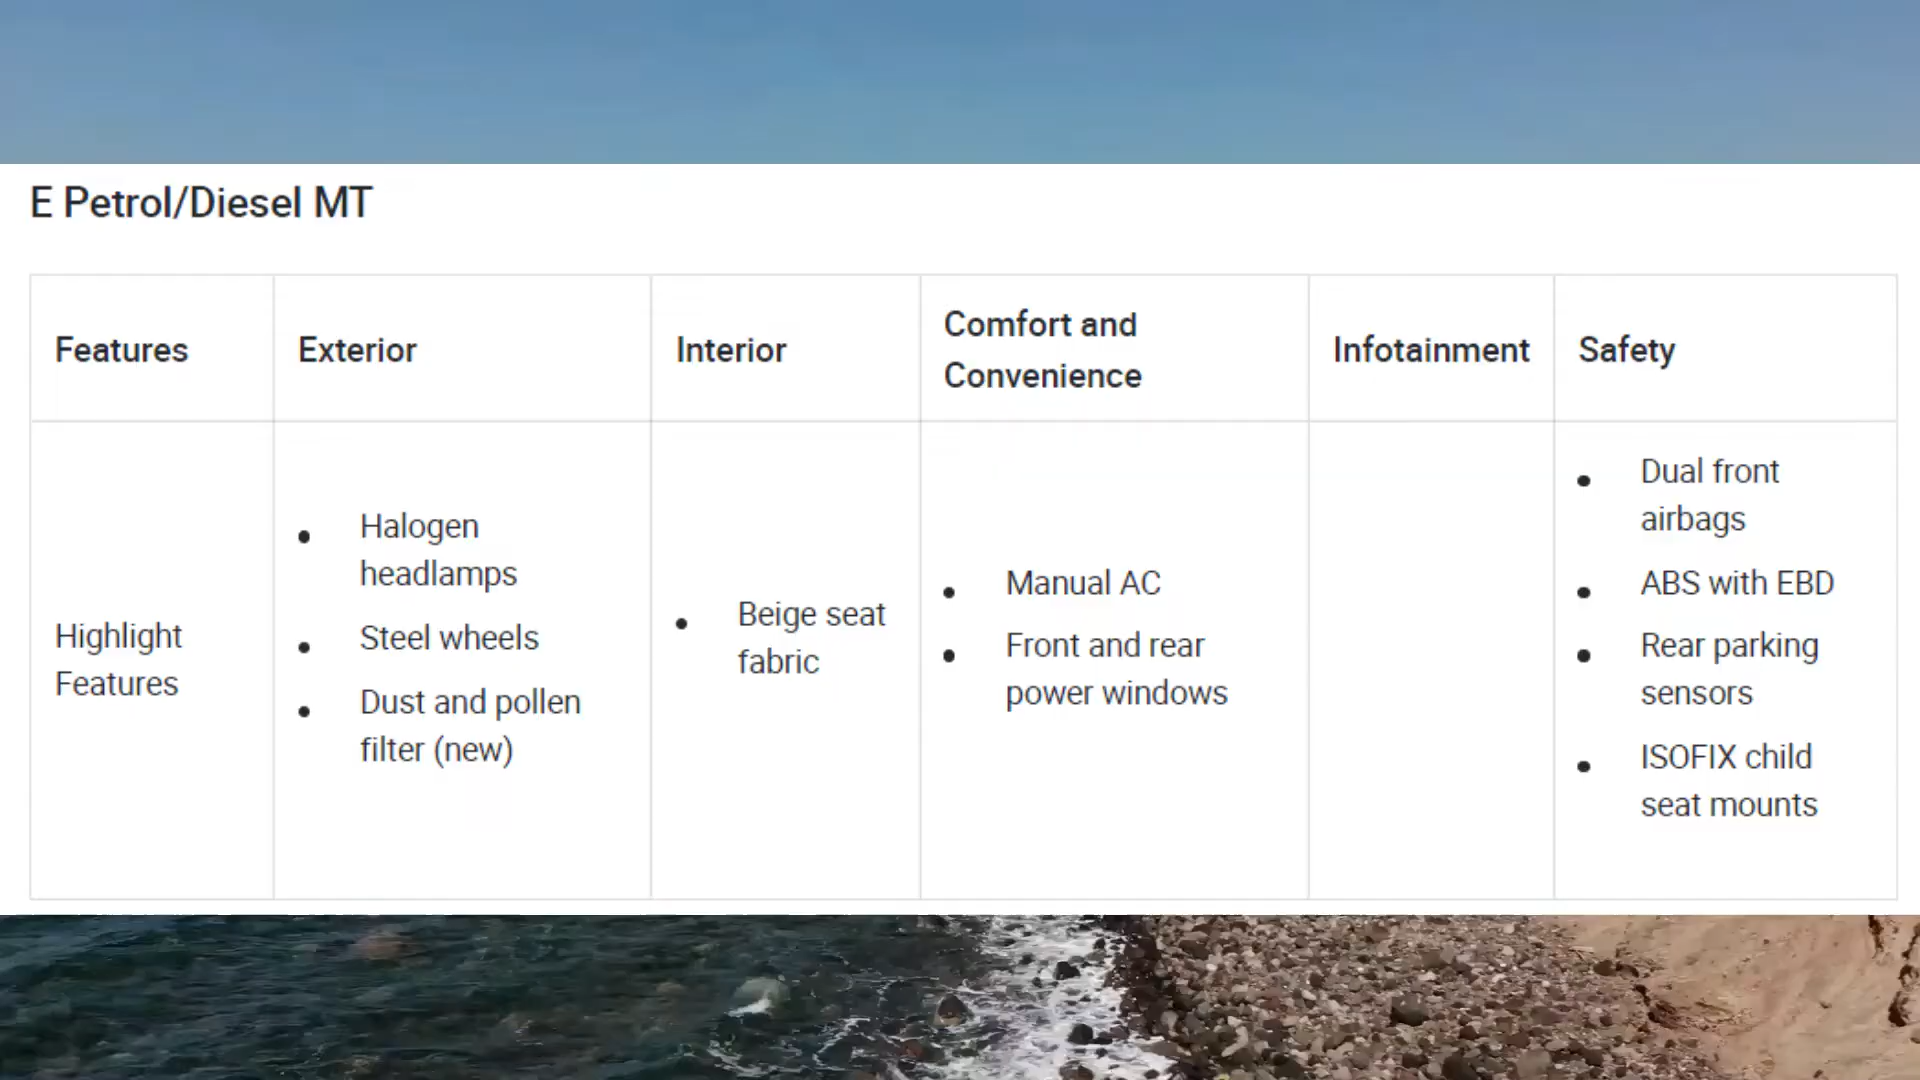 E Petrol/Diesel MT
Features
Exterior
Interior
Comfort and
Convenience
Infotainment
Safety
Highlight
Features
Halogen
headlamps
Steel wheels
Dust and pollen
filter (new)
Beige seat
fabric
Manual AC
Front and rear
power windows
Dual front
airbags
ABS with EBD
Rear parking
sensors
ISOFIX child
seat mounts